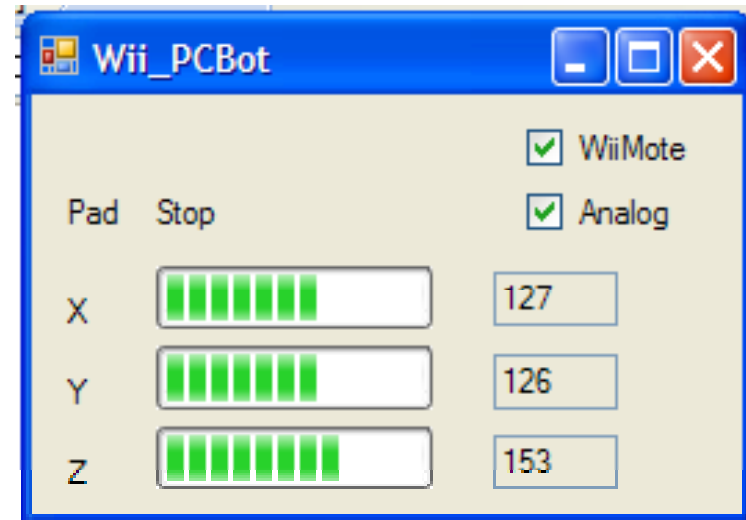 Wii_PCBot
WiiMote
Pad Stop Analog
X 127
Y 126
Z 153